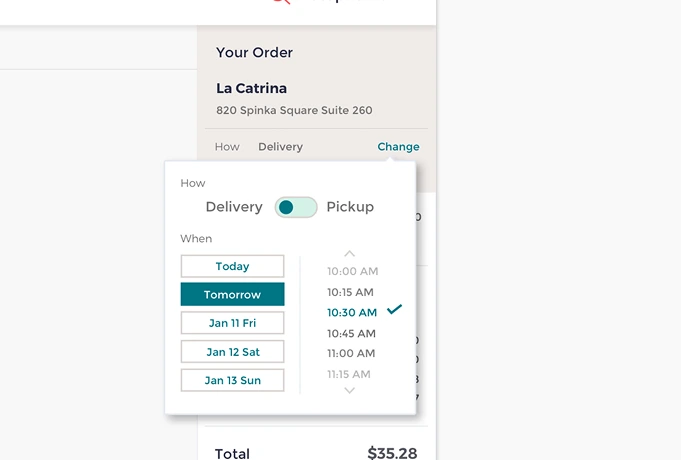 Your Order
La Catrina
820 Spinka Square Suite 260
How Delivery Change
How
Delivery Pickup
When
Today
Tomorrow
Jan 11 Fri
Jan 12 Sat
Jan 13 Sun
10:00 AM
10:15 AM
10:30 AM
10:45 AM
11:00 AM
11:15 AM
Total $35.28